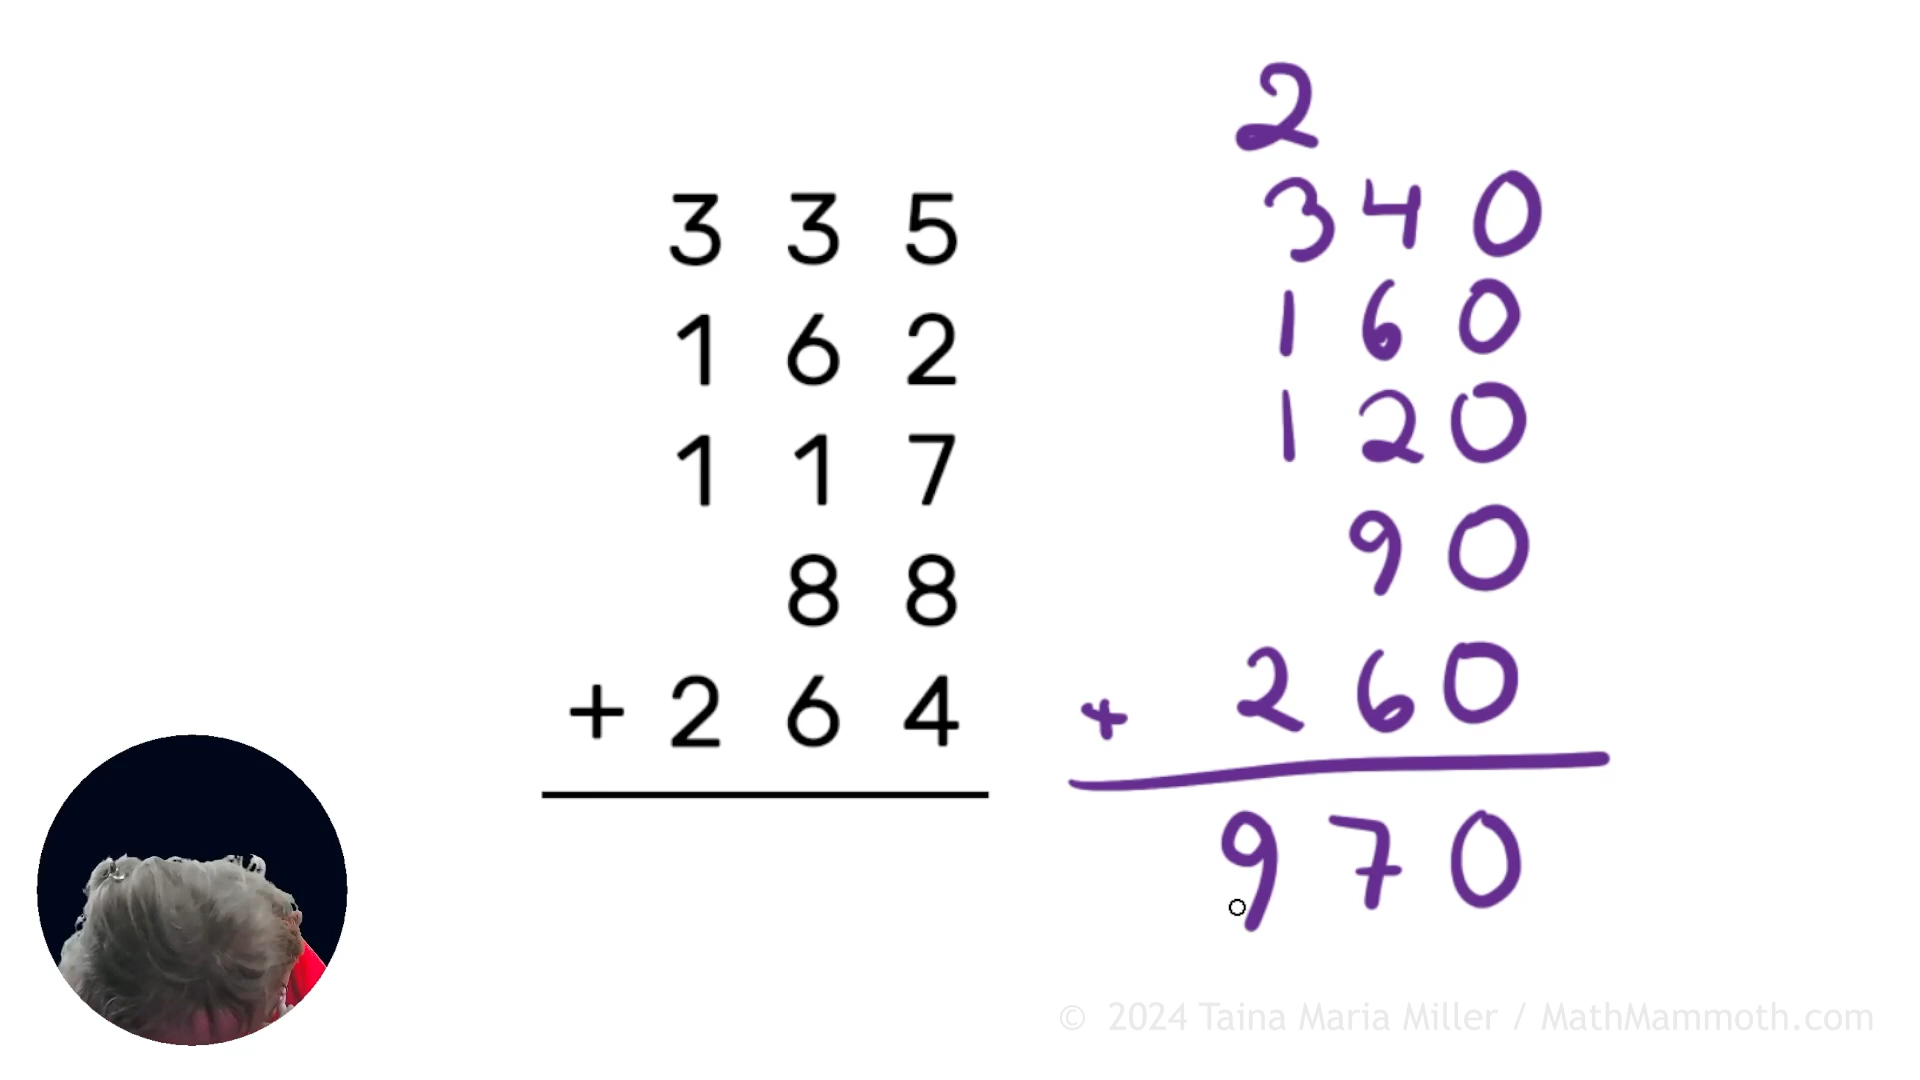 3 3 5
1 6 2
1 1 7
8 8
+ 2 6 4
2
3 4 0
1 6 0
1 2 0
9 0
+ 2 6 0
9 7 0
© 2024 Taina Maria Miller / MathMammoth.com